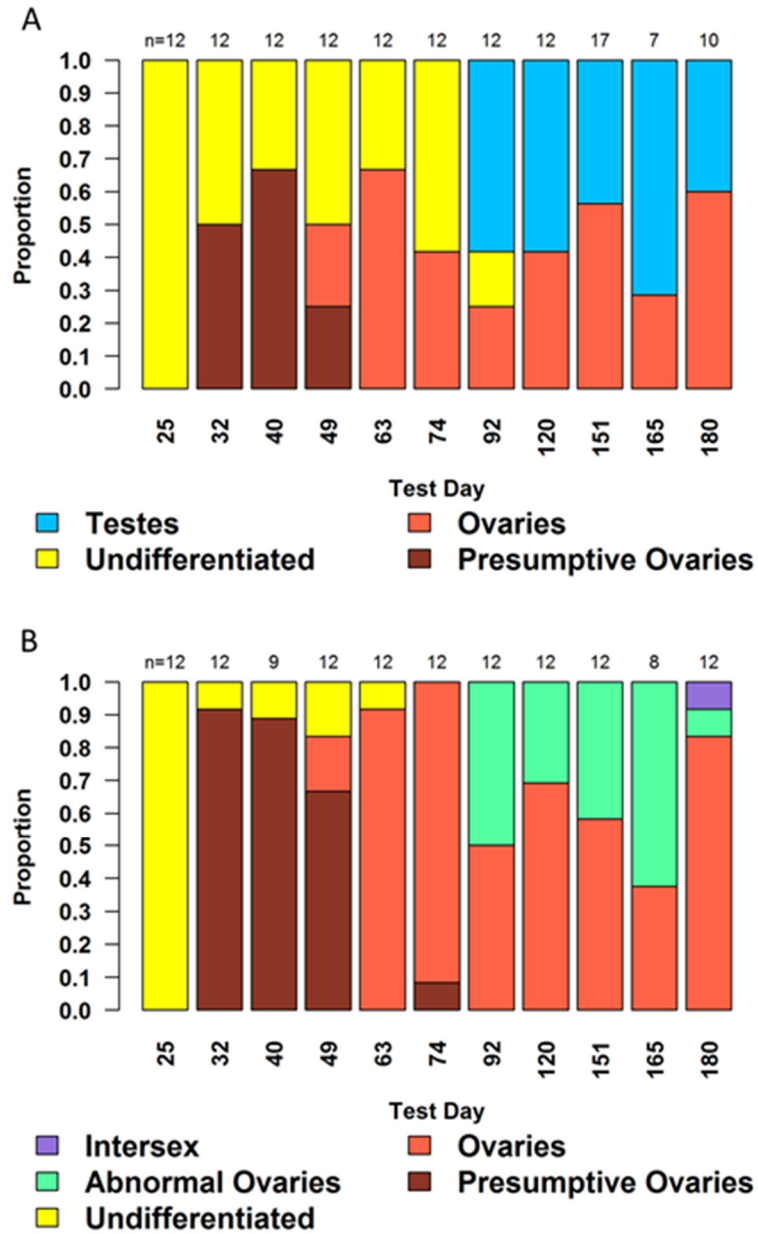 A
n=12 12 12 12 12 12 12 12 17 7 10
1.0
0.9
0.8
0.7
0.6
0.5
0.4
0.3
0.2
0.1
0.0
Proportion
25 32 40 49 63 74 92 120 151 165 180
Test Day
Testes Ovaries
Undifferentiated Presumptive Ovaries
B
n=12 12 9 12 12 12 12 12 12 8 12
1.0
0.9
0.8
0.7
0.6
0.5
0.4
0.3
0.2
0.1
0.0
Proportion
25 32 40 49 63 74 92 120 151 165 180
Test Day
Intersex Ovaries
Abnormal Ovaries Presumptive Ovaries
Undifferentiated